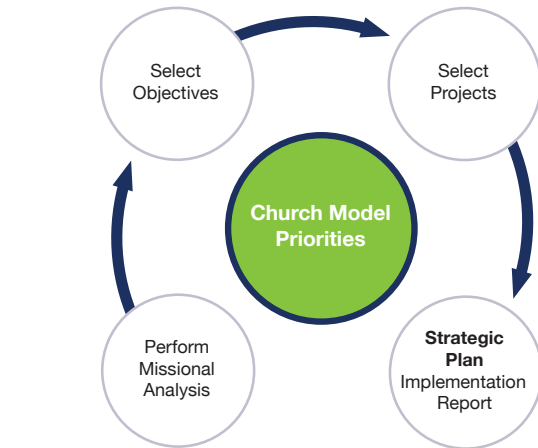 Select
Objectives
Select
Projects
Church Model
Priorities
Perform
Missional
Analysis
Strategic
Plan
Implementation
Report